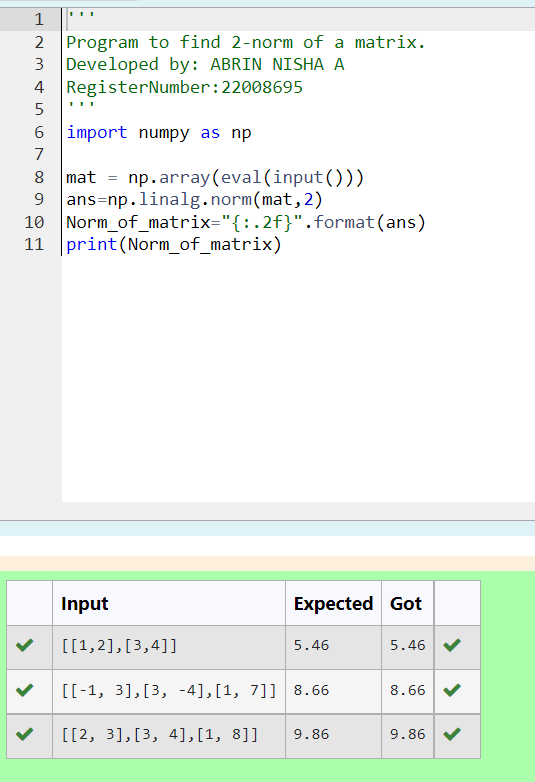 1 '''
2 Program to find 2-norm of a matrix.
3 Developed by: ABRIN NISHA A
4 RegisterNumber:22008695
5 '''
6 import numpy as np
7
8 mat = np.array(eval(input()))
9 ans=np.linalg.norm(mat,2)
10 Norm_of_matrix="{:.2f}".format(ans)
11 print(Norm_of_matrix)
Input Expected Got
[[1,2],[3,4]] 5.46 5.46
[[-1, 3],[3, -4],[1, 7]] 8.66 8.66
[[2, 3],[3, 4],[1, 8]] 9.86 9.86